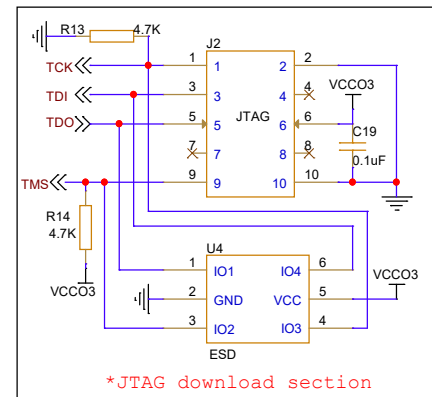 R13 4.7K
J2
TCK 1 1 2 2
VCCO3
TDI 3 3 4 4
TDO 5 5 6 6
JTAG
C19
0.1uF
7 7 8 8
TMS 9 9 10 10
R14
4.7K
U4
VCCO3
1 IO1 IO4 6
VCCO3
2 GND VCC 5
3 IO2 IO3 4
ESD
*JTAG download section